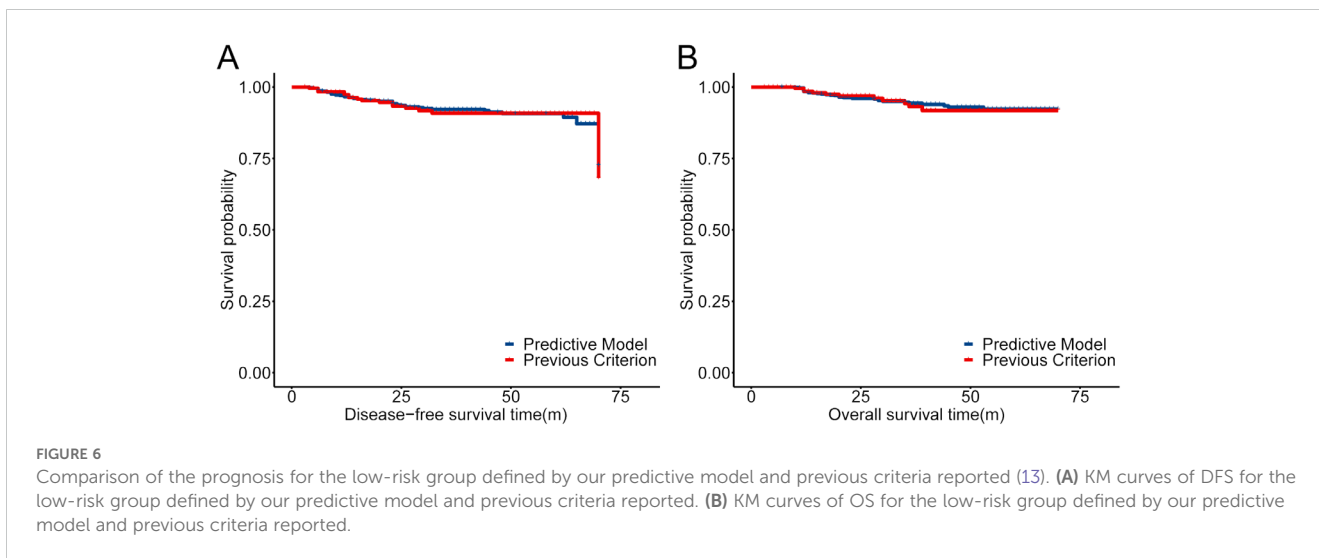 A
1.00
0.75
0.50
0.25
0.00
Survival probability
0
25
50
75
Disease−free survival time(m)
Predictive Model
Previous Criterion
B
1.00
0.75
0.50
0.25
0.00
Survival probability
0
25
50
75
Overall survival time(m)
Predictive Model
Previous Criterion
FIGURE 6
Comparison of the prognosis for the low-risk group defined by our predictive model and previous criteria reported (13). (A) KM curves of DFS for the
low-risk group defined by our predictive model and previous criteria reported. (B) KM curves of OS for the low-risk group defined by our predictive
model and previous criteria reported.